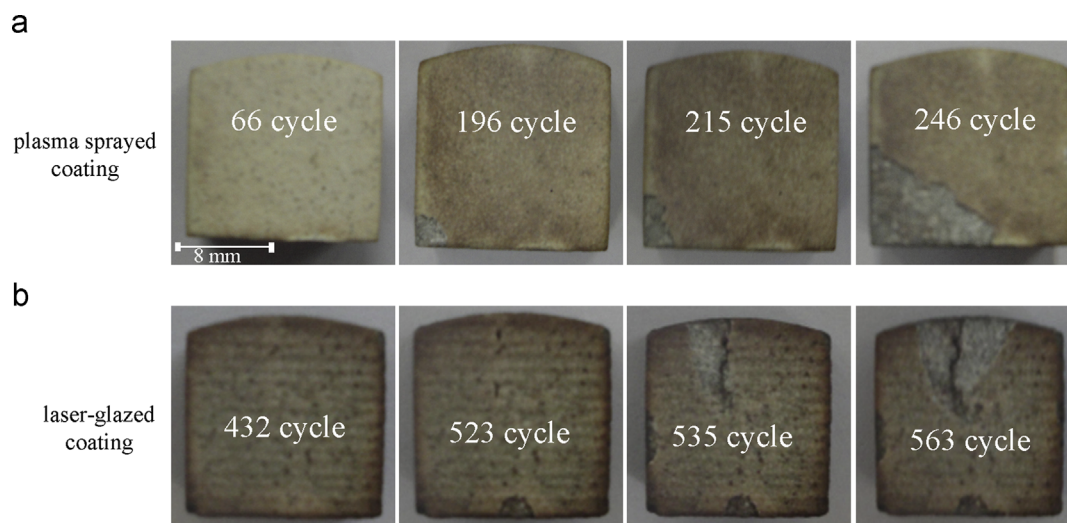 a
plasma sprayed
coating
66 cycle
196 cycle
215 cycle
246 cycle
8 mm
b
laser-glazed
coating
432 cycle
523 cycle
535 cycle
563 cycle